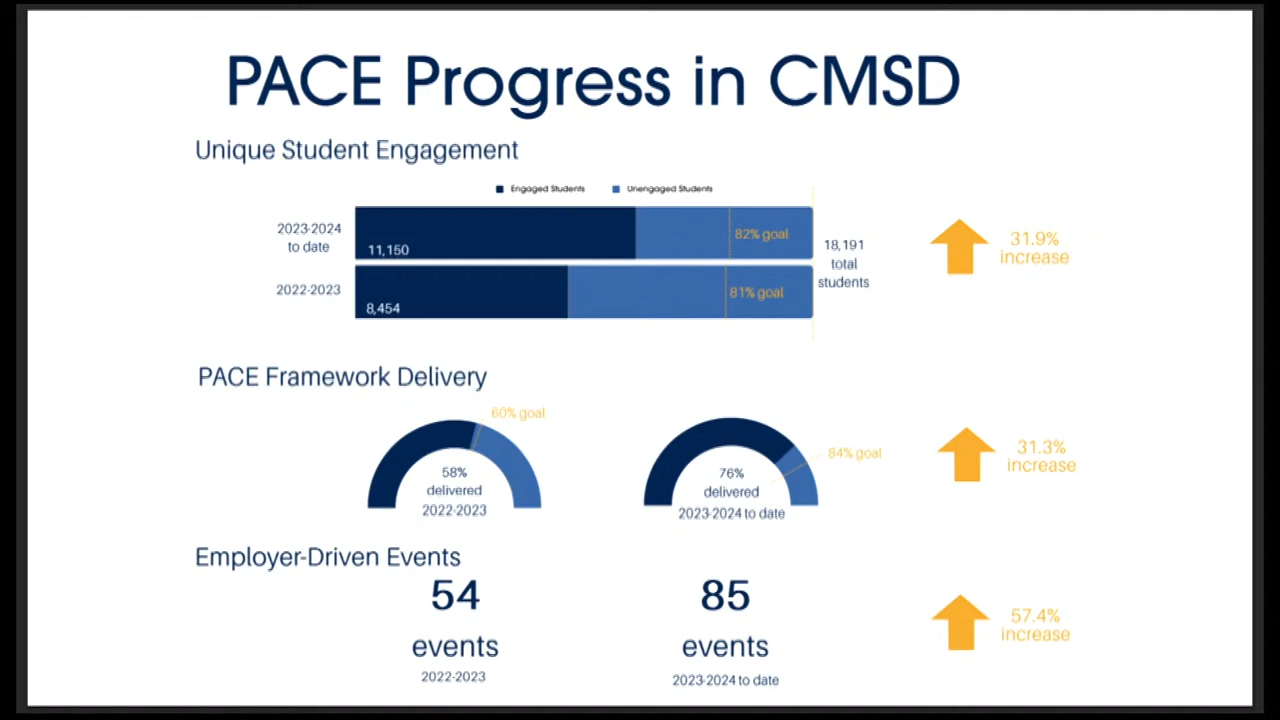 PACE Progress in CMSD
Unique Student Engagement
Engaged Students
Unengaged Students
2023-2024
to date
11,150
82% goal
2022-2023
8,454
81% goal
18,191
total
students
31.9%
increase
PACE Framework Delivery
60% goal
58%
delivered
2022-2023
84% goal
76%
delivered
2023-2024 to date
31.3%
increase
Employer-Driven Events
54
events
2022-2023
85
events
2023-2024 to date
57.4%
increase